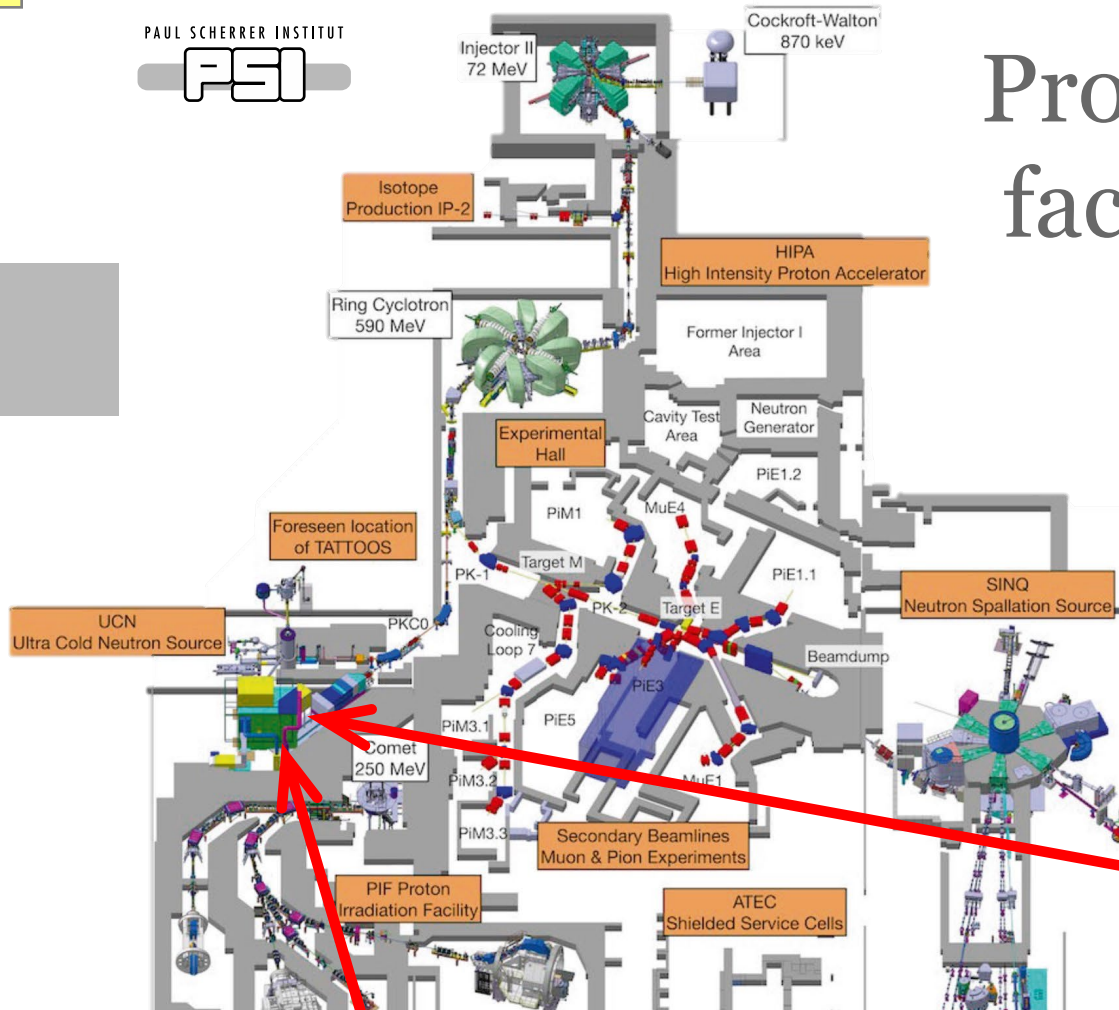 PAUL SCHERRER INSTITUT
PSI
Cockroft-Walton
870 keV
Injector II
72 MeV
Pro
fac
Isotope
Production IP-2
HIPA
High Intensity Proton Accelerator
Ring Cyclotron
590 MeV
Former Injector I
Area
Cavity Test
Area
Neutron
Generator
Experimental
Hall
PiE1.2
PiM1
MuE4
Foreseen location
of TATTOOS
Target M
PK-1
PiE1.1
SINQ
Neutron Spallation Source
PK-2
Target E
UCN
Ultra Cold Neutron Source
PKC0
Cooling
Loop 7
Beamdump
PiE3
PiM3.1
PiE5
Comet
250 MeV
PiM3.2
MuE1
PiM3.3
Secondary Beamlines
Muon & Pion Experiments
PIF Proton
Irradiation Facility
ATEC
Shielded Service Cells